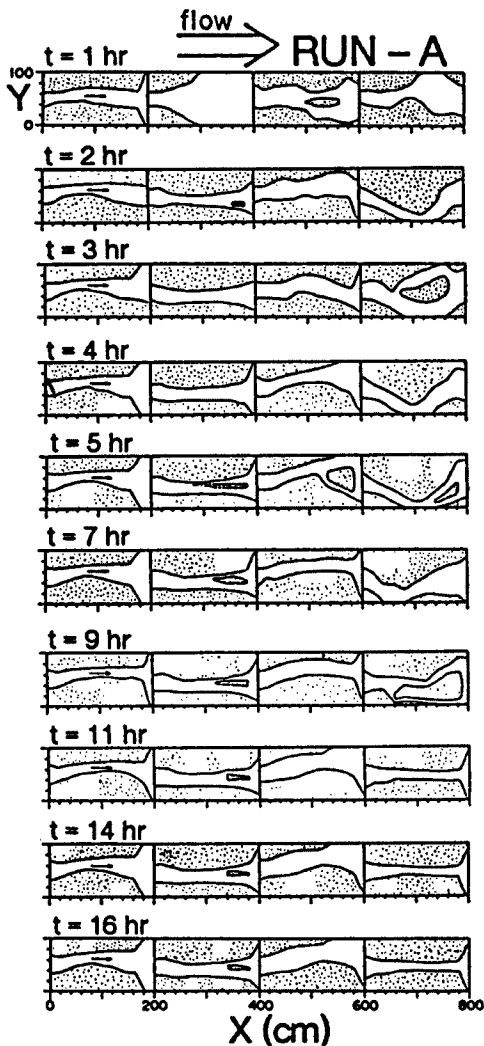 flow
RUN - A
t = 1 hr
100
Y
0
t = 2 hr
t = 3 hr
t = 4 hr
t = 5 hr
t = 7 hr
t = 9 hr
t = 11 hr
t = 14 hr
t = 16 hr
0 200 400 600 800
X (cm)